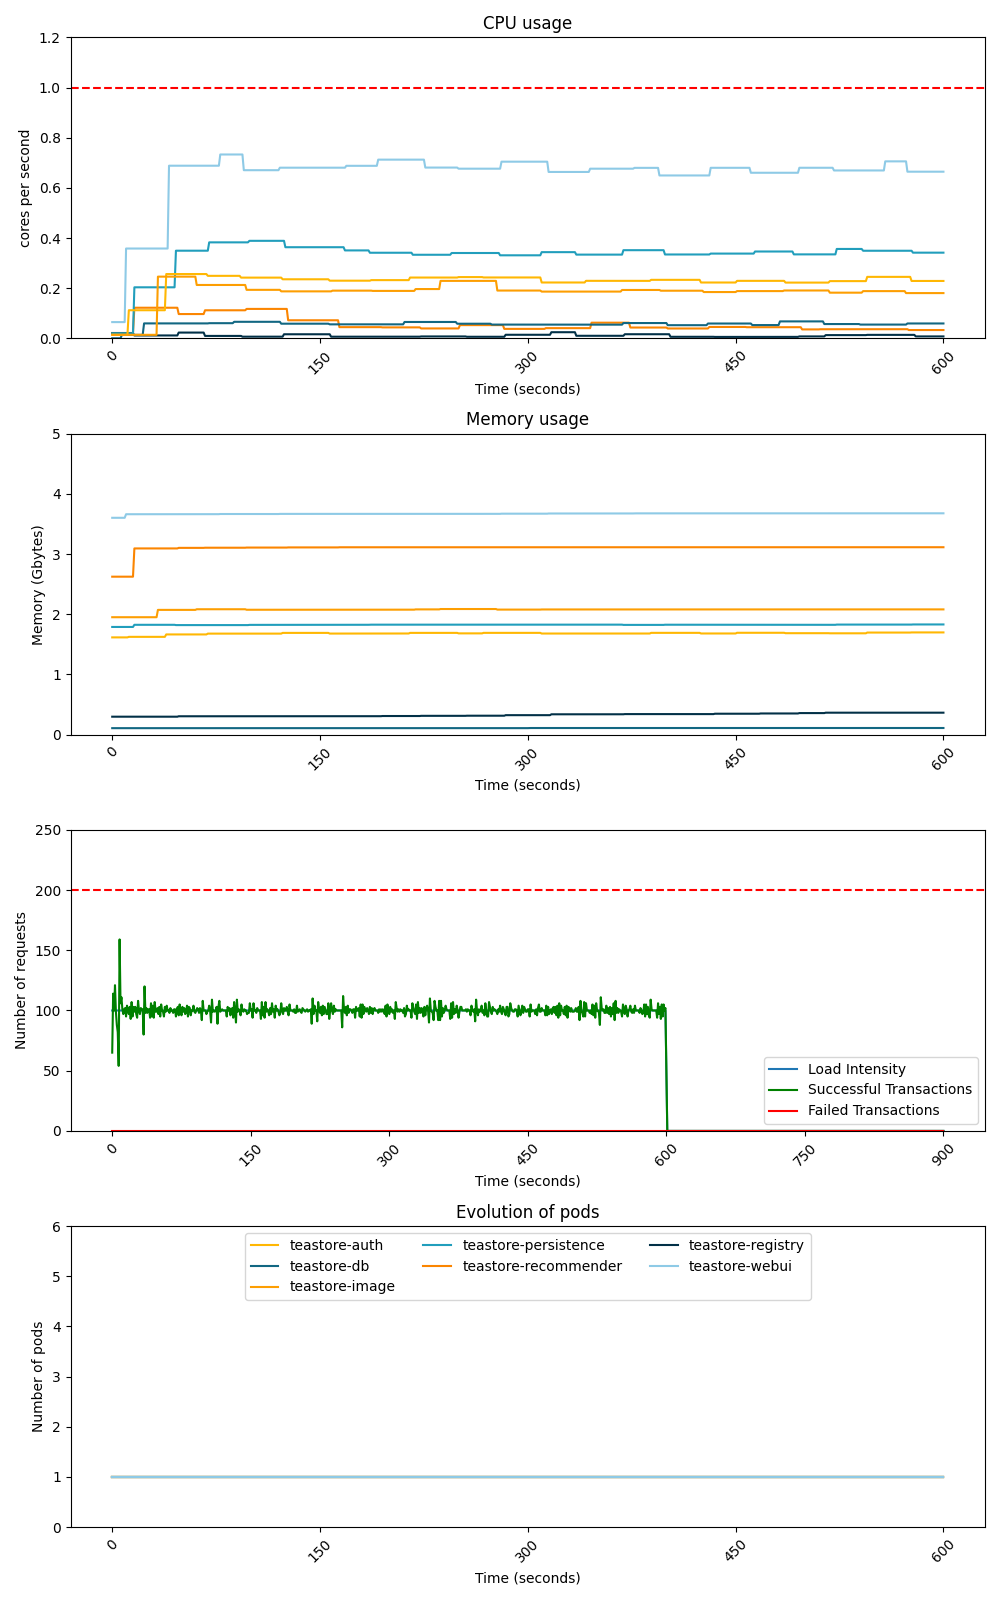 CPU usage
1.2
1.0
0.8
0.6
0.4
0.2
0.0
cores per second
0 150 300 450 600
Time (seconds)
Memory usage
5
4
3
2
1
0
Memory (Gbytes)
0 150 300 450 600
Time (seconds)
250
200
150
100
50
0
Number of requests
Load Intensity
Successful Transactions
Failed Transactions
0 150 300 450 600 750 900
Time (seconds)
Evolution of pods
6
5
4
3
2
1
0
Number of pods
teastore-auth teastore-persistence teastore-registry
teastore-db teastore-recommender teastore-webui
teastore-image
0 150 300 450 600
Time (seconds)